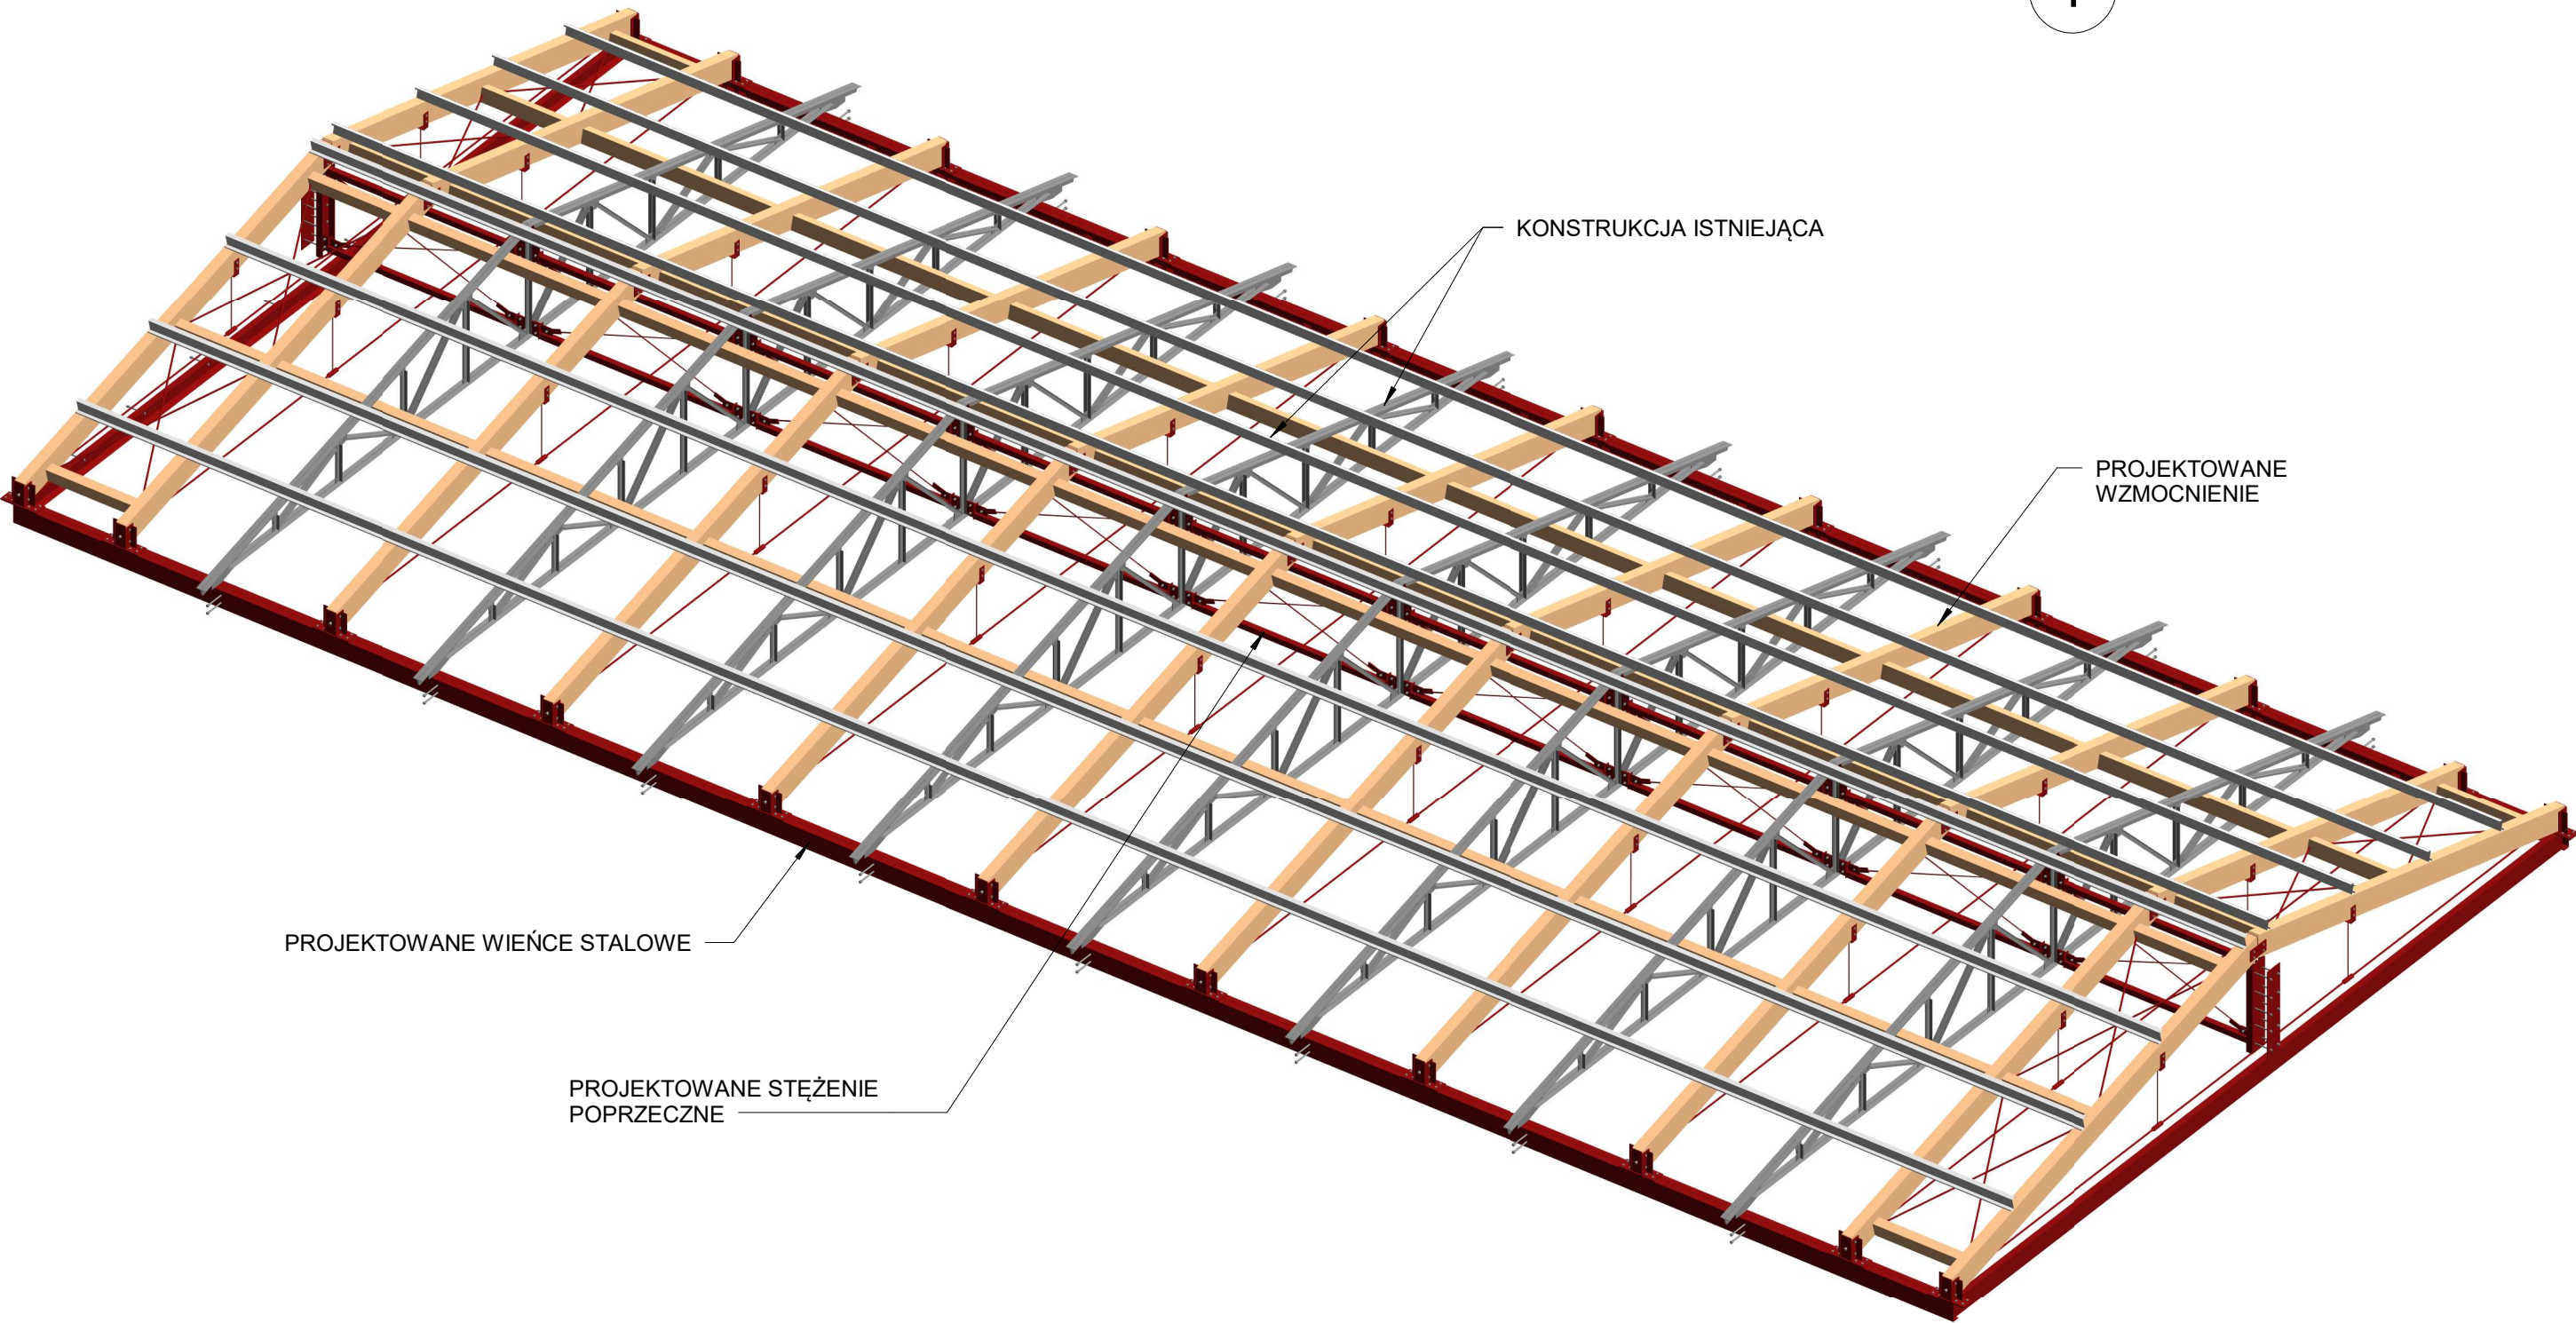 KONSTRUKCJA ISTNIEJĄCA
PROJEKTOWANE
WZMOCNIENIE
PROJEKTOWANE WIEŃCE STALOWE
PROJEKTOWANE STĘŻENIE
POPRZECZNE